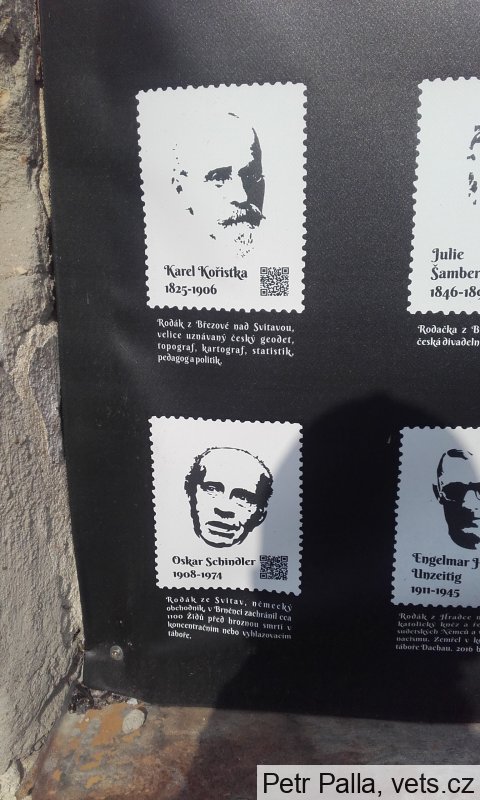 Karel Kořistka
1825-1906
Rodák z Březové nad Svitavou,
velice uznávaný český geodet,
topograf, kartograf, statistik,
pedagog a politik.
Julie
1846-18
Rodačka z B
česká divadeln
Oskar Schindler
1908-1974
Rodák ze Svitav, německý
obchodník, v Brněnci zachránil cca
1100 Židů před hroznou smrtí v
koncentračním nebo vyhlazovacím
táboře.
Engelmar
Unzeitig
1911-1945
Rodák z Hradce n
katolický kněz a ř
sudetských Němců a
nacismu. Zemřel v k
táboře Dachau. 2016 b
Petr Palla, vets.cz